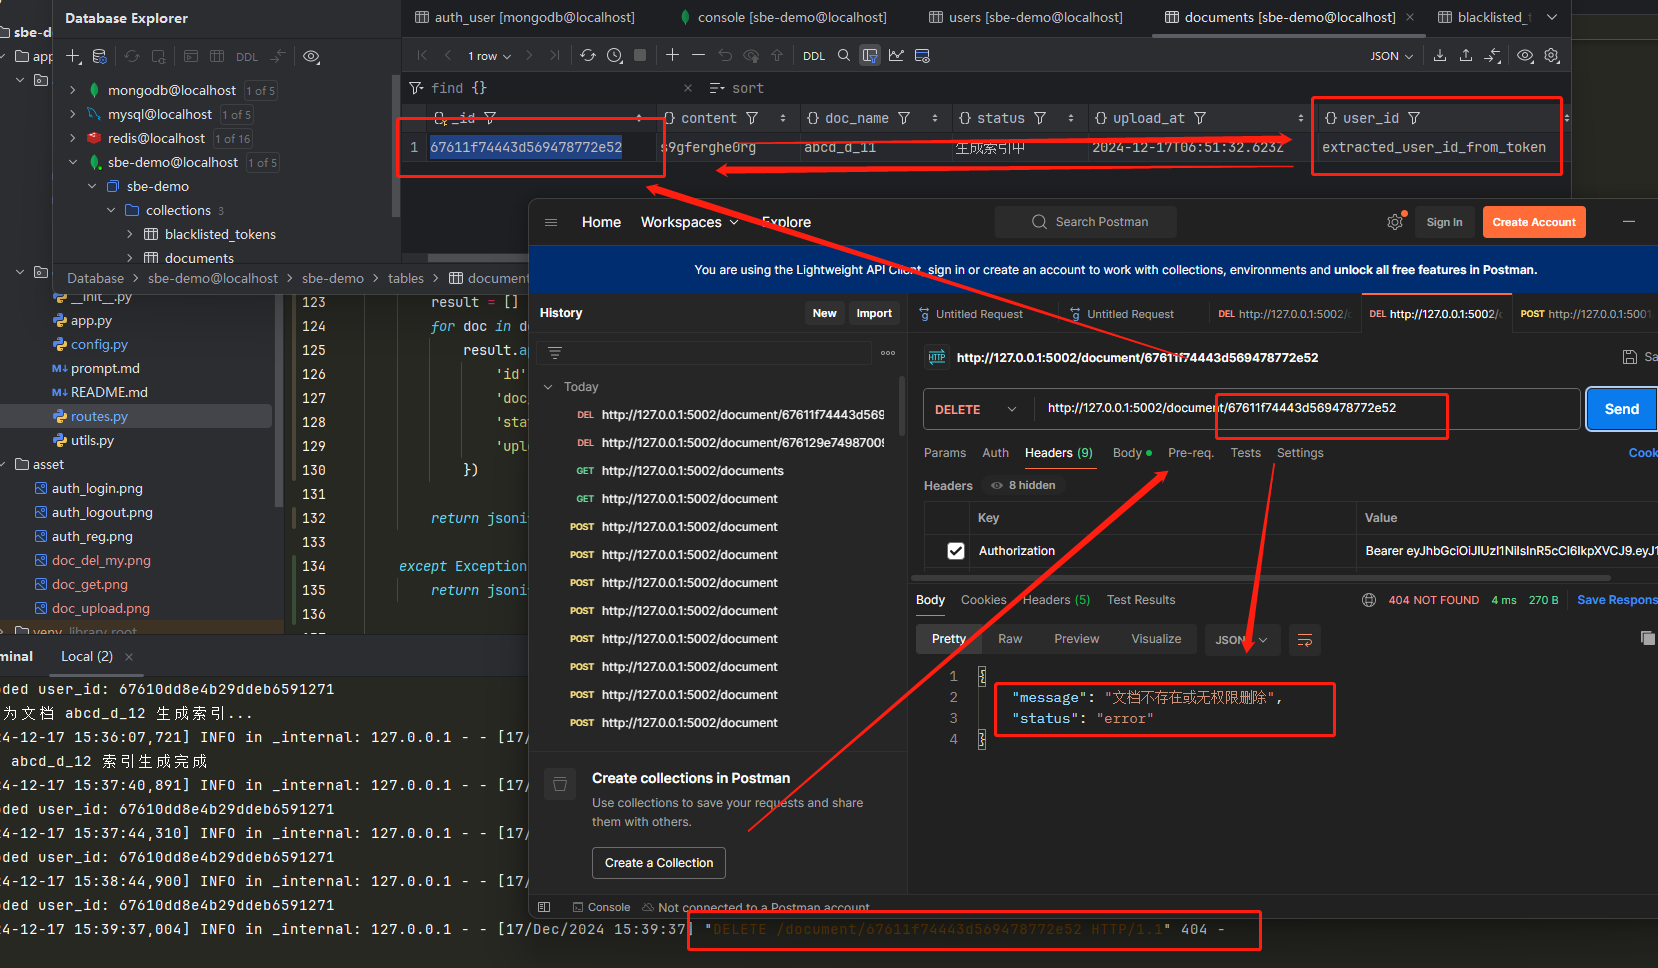 Database Explorer
auth_user [mongodb@localhost]
console [sbe-demo@localhost]
users [sbe-demo@localhost]
documents [sbe-demo@localhost]
blacklisted_t
sbe-d
app
DDL
1 row
DDL
JSON
mongodb@localhost 1 of 5
mysql@localhost 1 of 5
redis@localhost 1 of 16
sbe-demo@localhost 1 of 5
sbe-demo
collections 3
blacklisted_tokens
documents
find {}
sort
_id
content
doc_name
status
upload_at
user_id
1 67611f74443d569478772e52 s9gferghe0rg abcd_d_11 生成索引中 2024-12-17T06:51:32.623Z extracted_user_id_from_token
Database > sbe-demo@localhost > sbe-demo > tables > document
__init__.py
app.py
config.py
prompt.md
README.md
routes.py
utils.py
asset
auth_login.png
auth_logout.png
auth_reg.png
doc_del_my.png
doc_get.png
doc_upload.png
venv library root
123 result = []
124 for doc in d
125 result.ap
126 'id'
127 'doc_
128 'sta
129 'uplo
130 })
131
132 return jsoni
133
134 except Exception
135 return jsoni
136
Home Workspaces Explore
Search Postman
Sign In
Create Account
You are using the Lightweight API Client, sign in or create an account to work with collections, environments and unlock all free features in Postman.
History
New
Import
Untitled Request
Untitled Request
DEL http://127.0.0.1:5002/
DEL http://127.0.0.1:5002/
POST http://127.0.0.1:5001
Today
DEL http://127.0.0.1:5002/document/67611f74443d569
DEL http://127.0.0.1:5002/document/676129e7498700
GET http://127.0.0.1:5002/documents
GET http://127.0.0.1:5002/document
POST http://127.0.0.1:5002/document
POST http://127.0.0.1:5002/document
POST http://127.0.0.1:5002/document
POST http://127.0.0.1:5002/document
POST http://127.0.0.1:5002/document
POST http://127.0.0.1:5002/document
POST http://127.0.0.1:5002/document
POST http://127.0.0.1:5002/document
HTTP http://127.0.0.1:5002/document/67611f74443d569478772e52
Sa
DELETE http://127.0.0.1:5002/document/67611f74443d569478772e52
Send
Params Auth Headers (9) Body Pre-req. Tests Settings
Cook
Headers 8 hidden
Key Value
Authorization Bearer eyJhbGciOiJIUzI1NiIsInR5cCI6IkpXVCJ9.eyJ1
Body Cookies Headers (5) Test Results
404 NOT FOUND 4 ms 270 B Save Respons
Pretty Raw Preview Visualize JSON
1 {
2 "message": "文档不存在或无权限删除",
3 "status": "error"
4 }
Create collections in Postman
Use collections to save your requests and share
them with others.
Create a Collection
Console Not connected to a Postman account
minal Local (2)
ded user_id: 67610dd8e4b29ddeb6591271
为文档 abcd_d_12 生成索引...
24-12-17 15:36:07,721] INFO in _internal: 127.0.0.1 - - [17/
abcd_d_12 索引生成完成
24-12-17 15:37:40,891] INFO in _internal: 127.0.0.1 - - [17/
ded user_id: 67610dd8e4b29ddeb6591271
24-12-17 15:37:44,310] INFO in _internal: 127.0.0.1 - - [17/
ded user_id: 67610dd8e4b29ddeb6591271
24-12-17 15:38:44,900] INFO in _internal: 127.0.0.1 - - [17/
ded user_id: 67610dd8e4b29ddeb6591271
24-12-17 15:39:37,004] INFO in _internal: 127.0.0.1 - - [17/Dec/2024 15:39:37] "DELETE /document/67611f74443d569478772e52 HTTP/1.1" 404 -